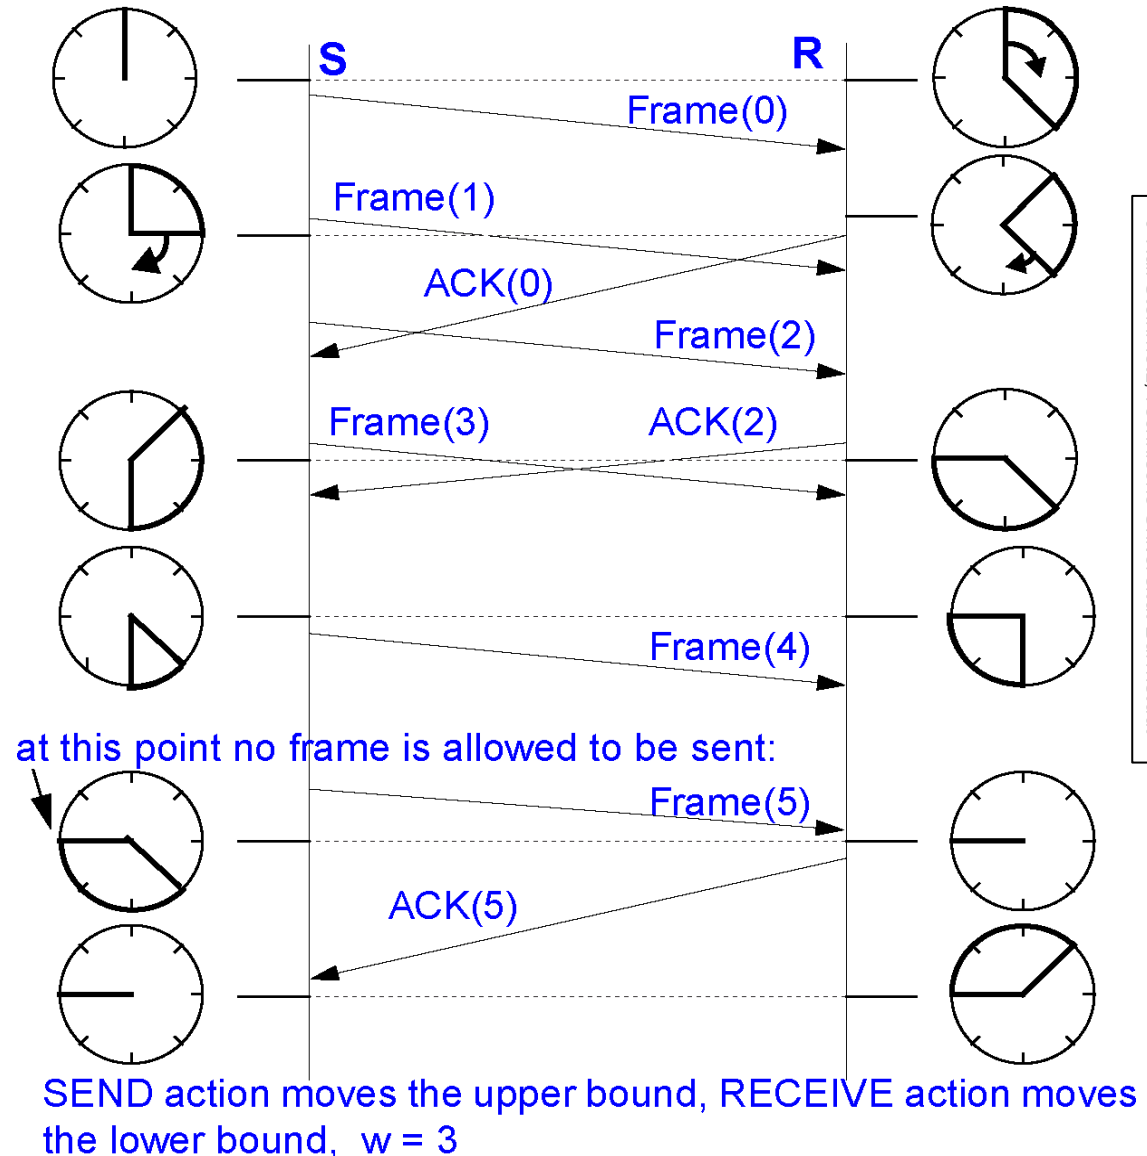 S
R
Frame(0)
Frame(1)
ACK(0)
Frame(2)
Frame(3)
ACK(2)
Frame(4)
at this point no frame is allowed to be sent:
Frame(5)
ACK(5)
SEND action moves the upper bound, RECEIVE action moves
the lower bound, w = 3